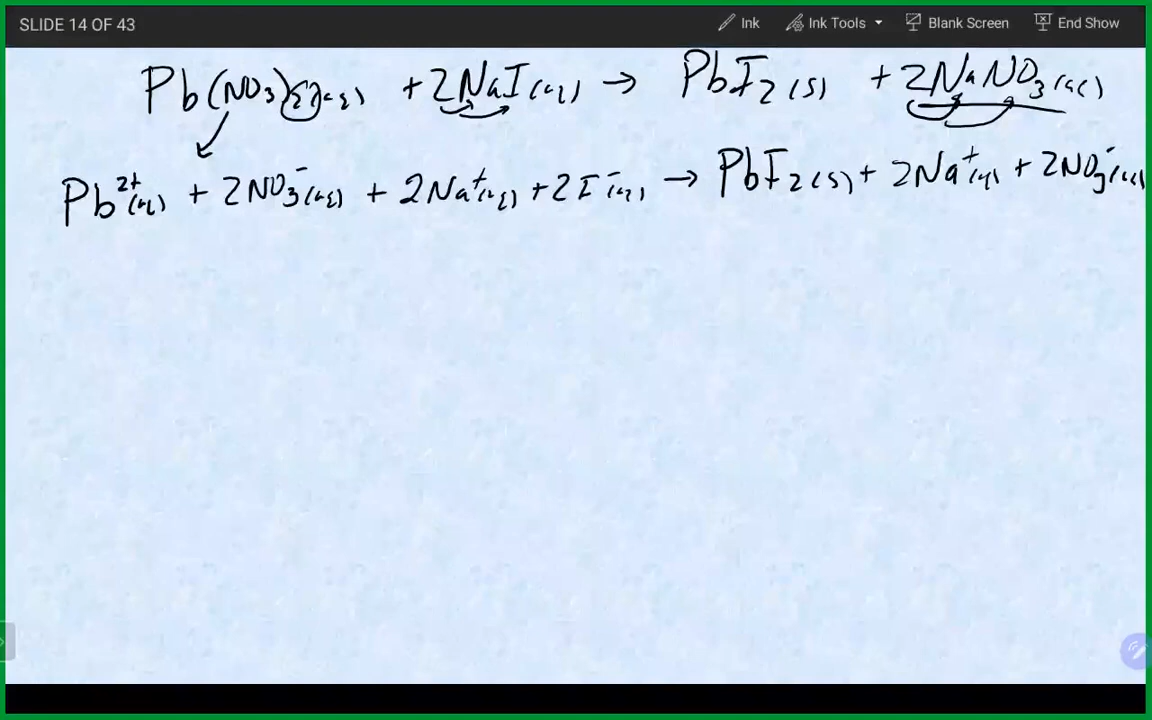 SLIDE 14 OF 43 Ink Ink Tools Blank Screen End Show
Pb(NO₃)₂(aq) + 2NaI(aq) → PbI₂(s) + 2NaNO₃(aq)
Pb²⁺(aq) + 2NO₃⁻(aq) + 2Na⁺(aq) + 2I⁻(aq) → PbI₂(s) + 2Na⁺(aq) + 2NO₃⁻(aq)